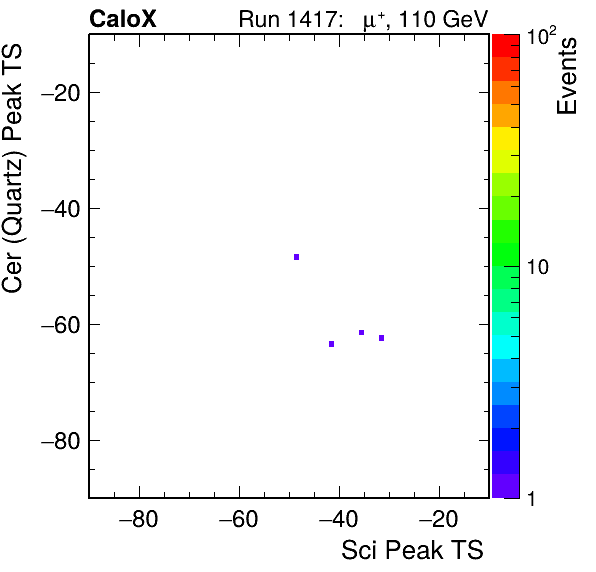 CaloX Run 1417: μ⁺, 110 GeV
Cer (Quartz) Peak TS
−20
−40
−60
−80
−80 −60 −40 −20
Sci Peak TS
10²
10
1
Events